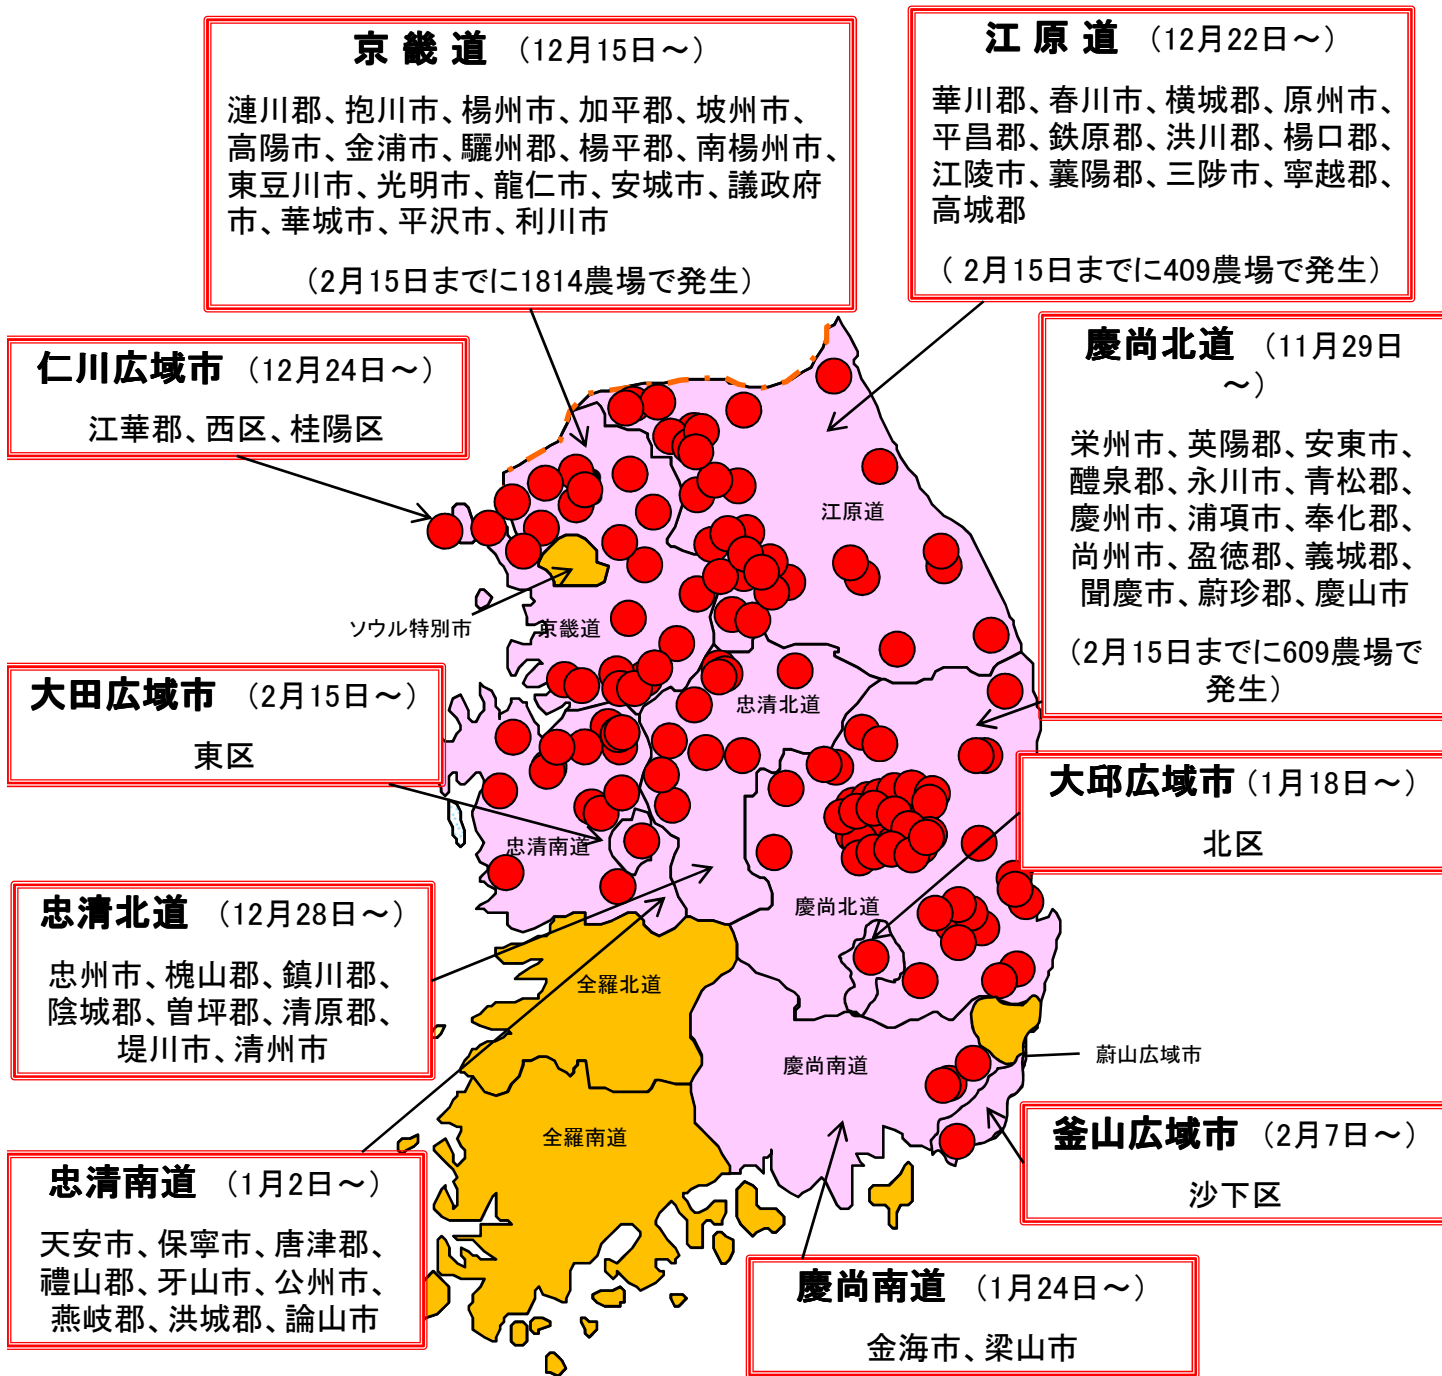 京 畿 道 （12月15日～）
漣川郡、抱川市、楊州市、加平郡、坡州市、
高陽市、金浦市、驪州郡、楊平郡、南楊州市、
東豆川市、光明市、龍仁市、安城市、議政府
市、華城市、平沢市、利川市
（2月15日までに1814農場で発生）
江 原 道 （12月22日～）
華川郡、春川市、横城郡、原州市、
平昌郡、鉄原郡、洪川郡、楊口郡、
江陵市、襄陽郡、三陟市、寧越郡、
高城郡
（ 2月15日までに409農場で発生）
仁川広域市 （12月24日～）
江華郡、西区、桂陽区
慶尚北道 （11月29日
～）
栄州市、英陽郡、安東市、
醴泉郡、永川市、青松郡、
慶州市、浦項市、奉化郡、
尚州市、盈徳郡、義城郡、
聞慶市、蔚珍郡、慶山市
（2月15日までに609農場で
発生）
江原道
ソウル特別市
京畿道
大田広域市 （2月15日～）
東区
忠清北道
大邱広域市（1月18日～）
北区
忠清南道
忠清北道 （12月28日～）
忠州市、槐山郡、鎮川郡、
陰城郡、曽坪郡、清原郡、
堤川市、清州市
慶尚北道
全羅北道
慶尚南道
蔚山広域市
全羅南道
釜山広域市 （2月7日～）
沙下区
忠清南道 （1月2日～）
天安市、保寧市、唐津郡、
禮山郡、牙山市、公州市、
燕岐郡、洪城郡、論山市
慶尚南道 （1月24日～）
金海市、梁山市